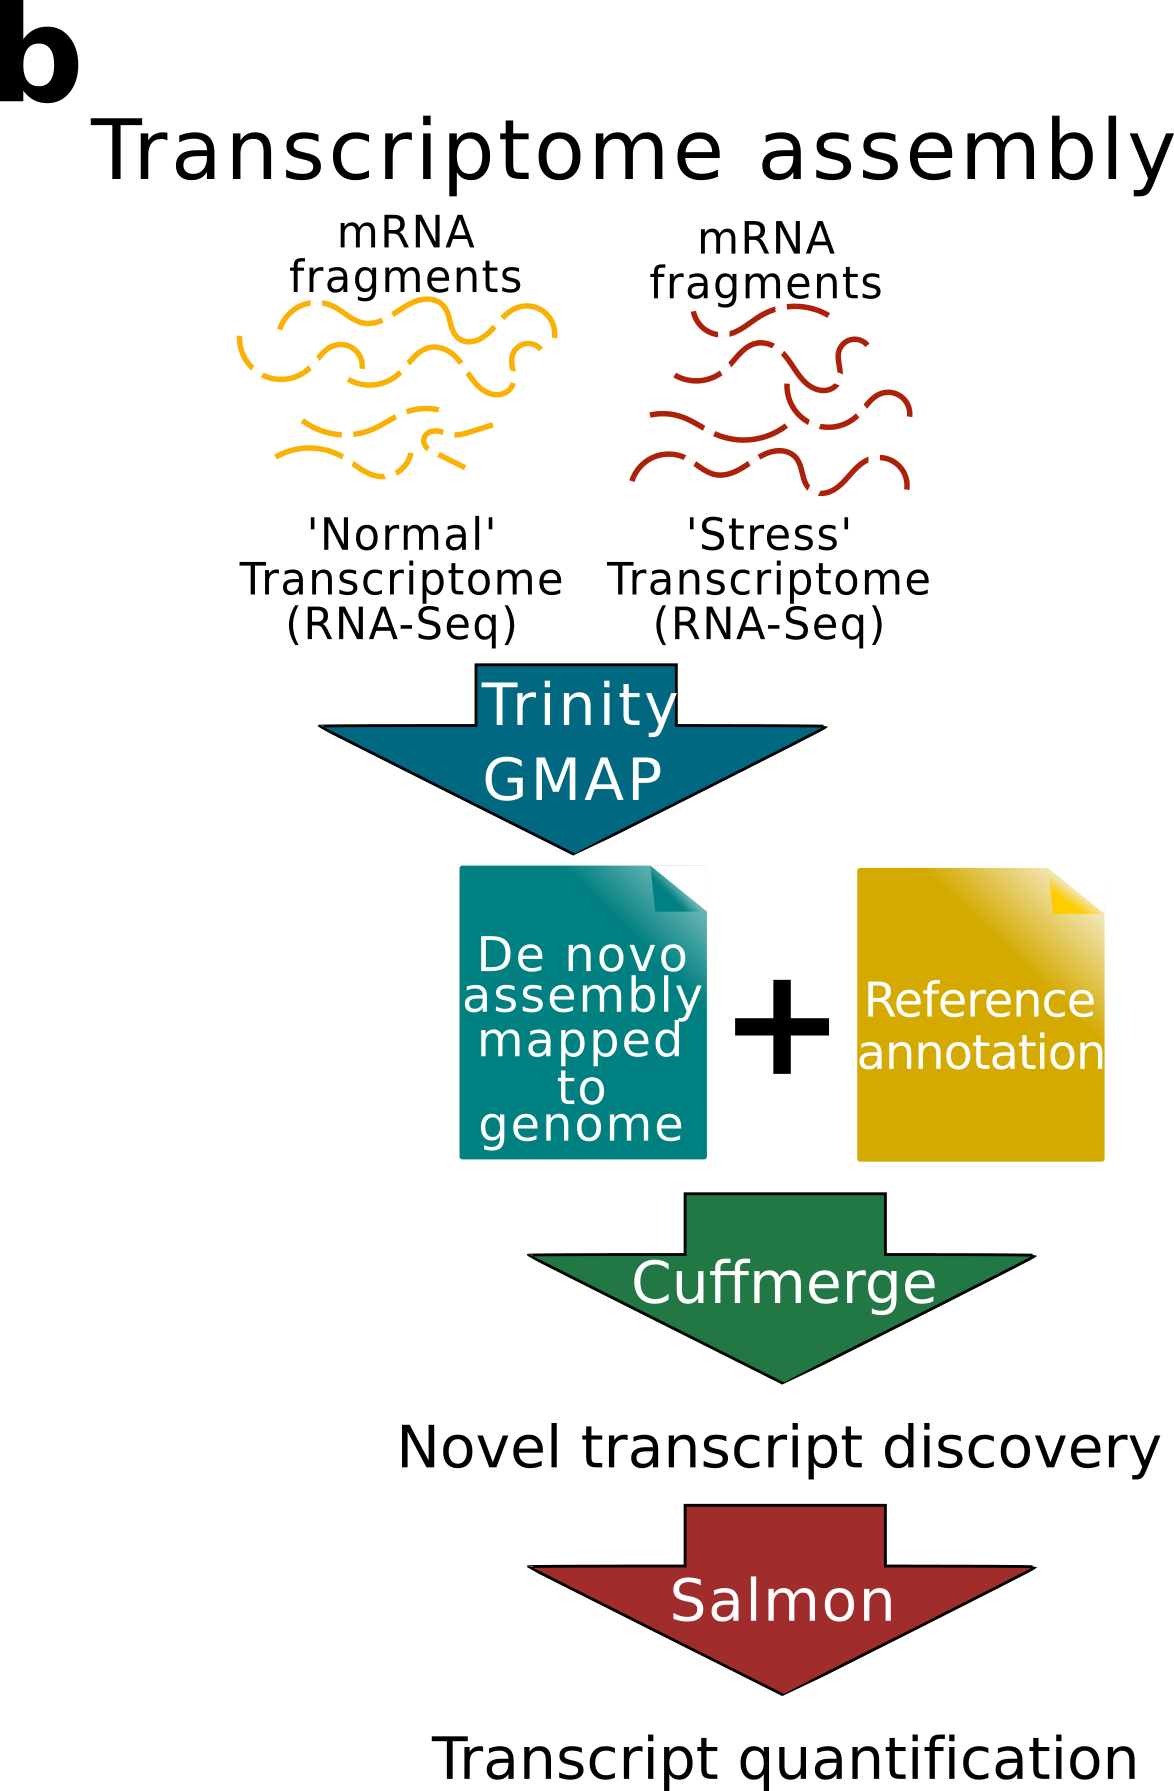 b
Transcriptome assembly
mRNA
fragments
mRNA
fragments
'Normal'
Transcriptome
(RNA-Seq)
'Stress'
Transcriptome
(RNA-Seq)
Trinity
GMAP
De novo
assembly
mapped
to
genome
+
Reference
annotation
Cuffmerge
Novel transcript discovery
Salmon
Transcript quantification